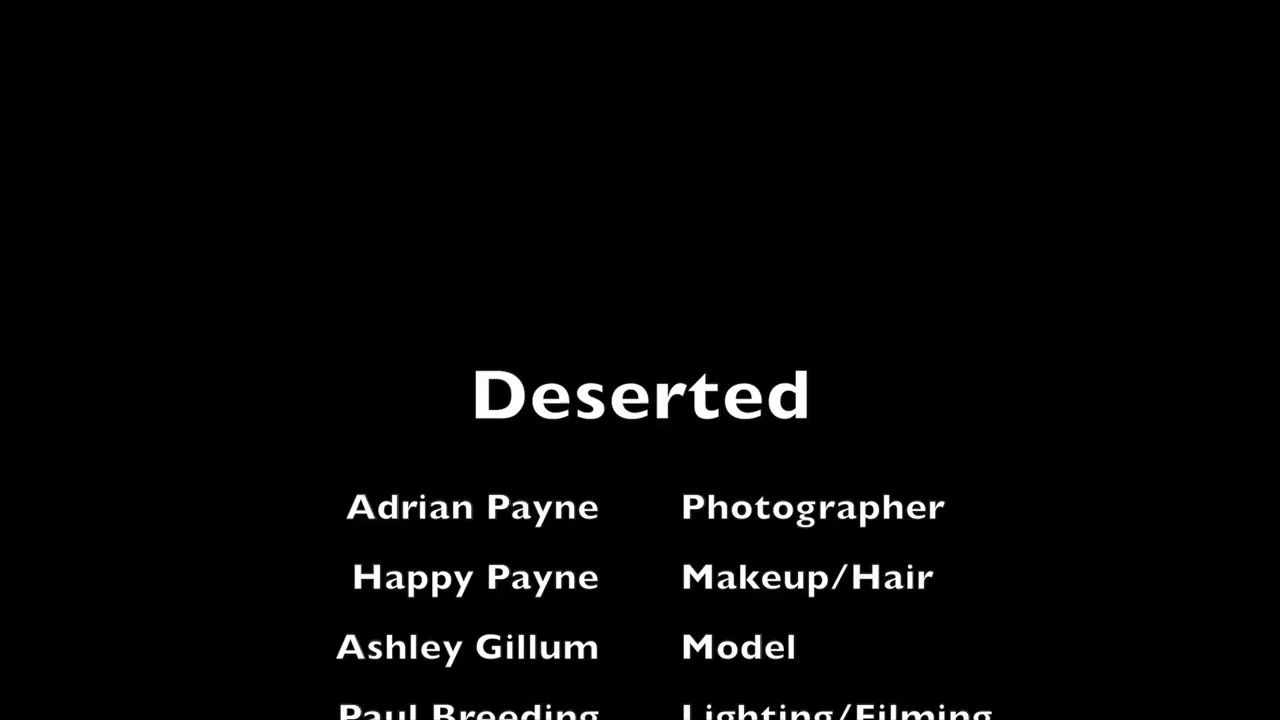 Deserted
Adrian Payne Photographer
Happy Payne Makeup/Hair
Ashley Gillum Model
Paul Breeding Lighting/Filming